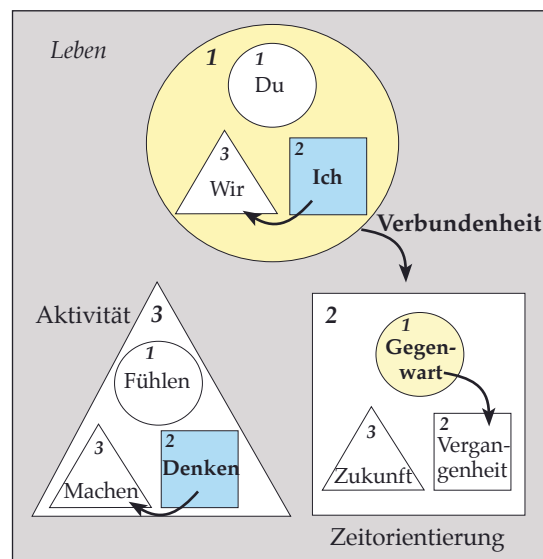 Leben
1
1
Du
3
Wir
2
Ich
Verbundenheit
Aktivität
3
1
Fühlen
3
Machen
2
Denken
2
1
Gegen-
wart
3
Zukunft
2
Vergan-
genheit
Zeitorientierung